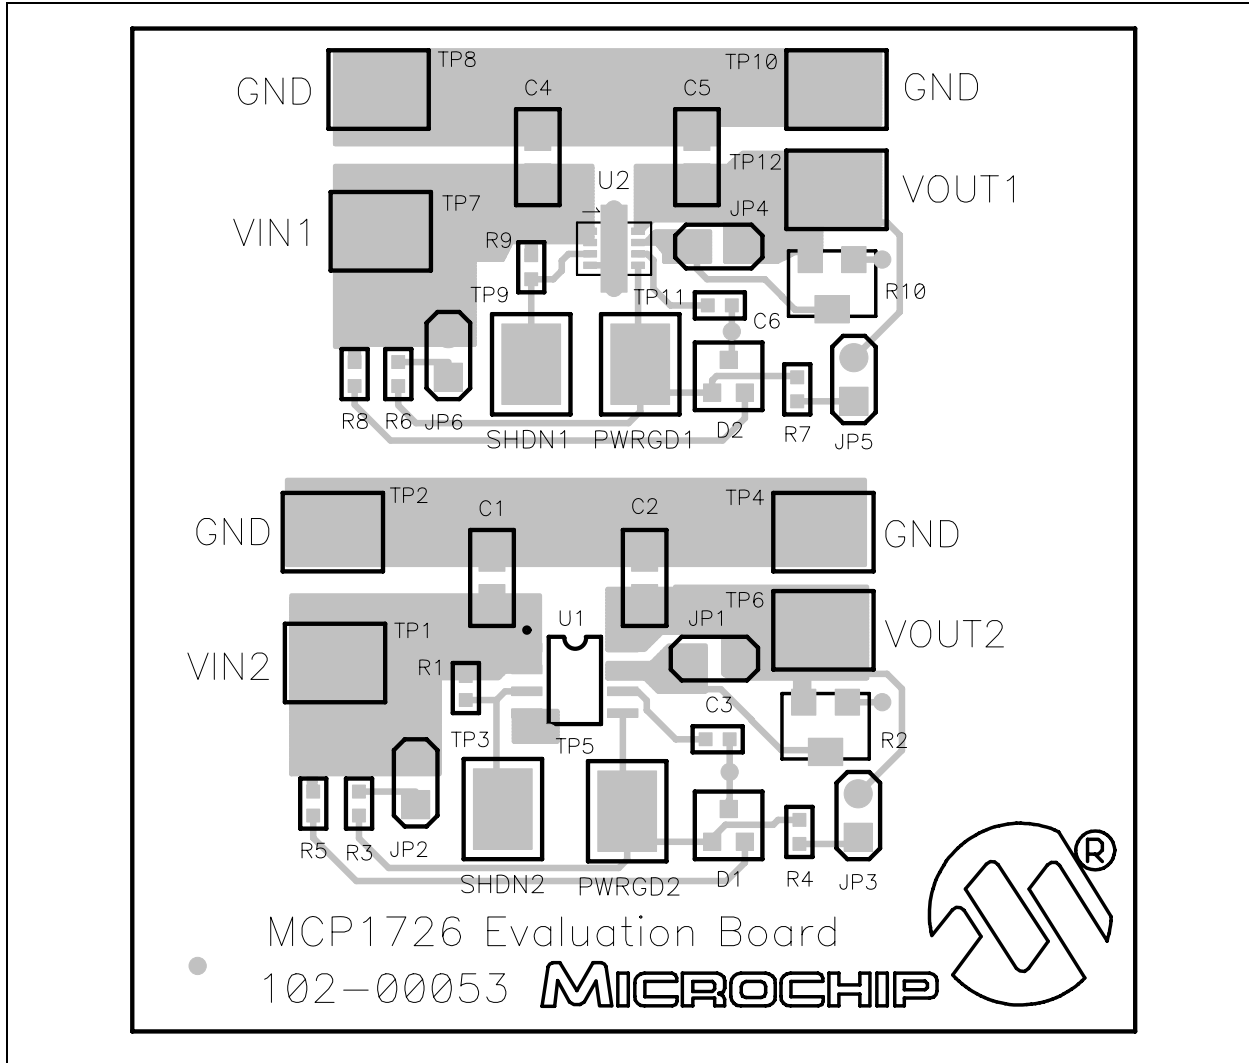 TP8
TP10
GND
C4
C5
GND
TP12
U2
VOUT1
TP7
JP4
VIN1
1
R9
TP9
TP11
R10
C6
R8
R6
JP6
SHDN1
PWRGD1
D2
R7
JP5
TP2
C1
C2
TP4
GND
GND
TP6
TP1
U1
JP1
VOUT2
VIN2
R1
C3
TP3
TP5
R2
R5
R3
JP2
SHDN2
PWRGD2
D1
R4
JP3
®
MCP1726 Evaluation Board
102-00053
MICROCHIP